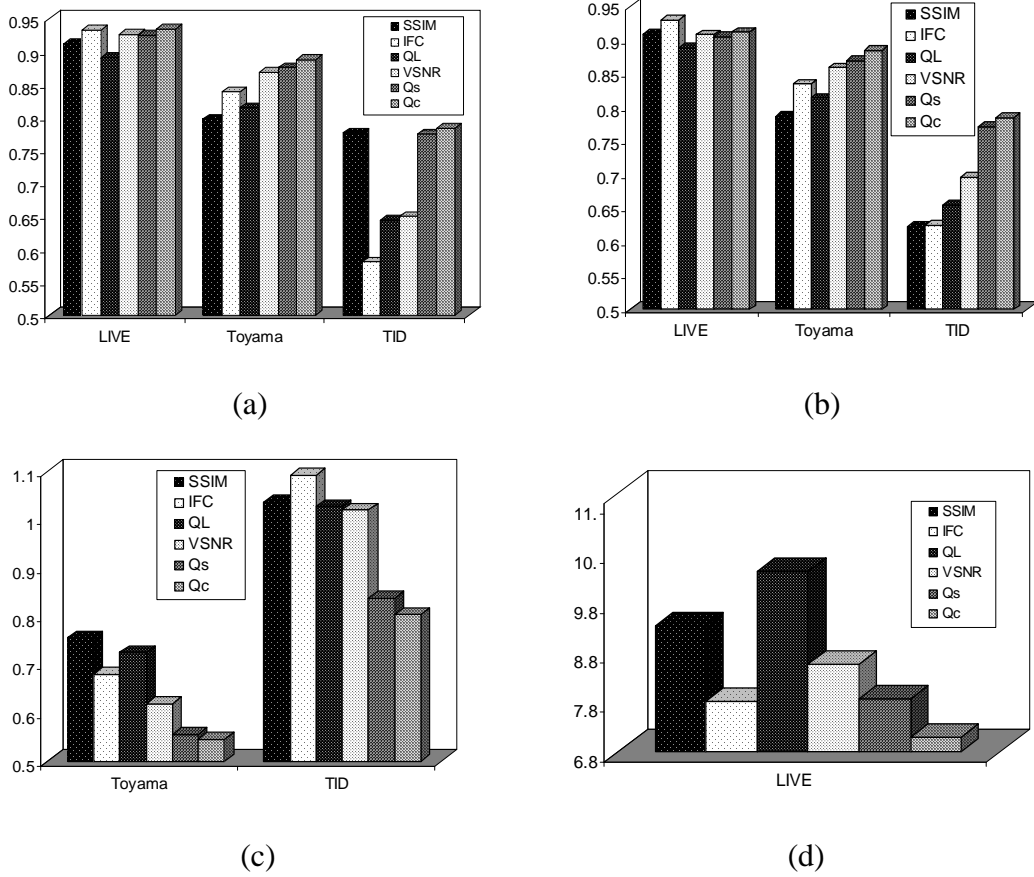 0.95
0.9
0.85
0.8
0.75
0.7
0.65
0.6
0.55
0.5
SSIM
IFC
QL
VSNR
Qs
Qc
LIVE Toyama TID
(a)
0.95
0.9
0.85
0.8
0.75
0.7
0.65
0.6
0.55
0.5
SSIM
IFC
QL
VSNR
Qs
Qc
LIVE Toyama TID
(b)
1.1
1
0.9
0.8
0.7
0.6
0.5
SSIM
IFC
QL
VSNR
Qs
Qc
Toyama TID
(c)
11.
10.
9.8
8.8
7.8
6.8
SSIM
IFC
QL
VSNR
Qs
Qc
LIVE
(d)